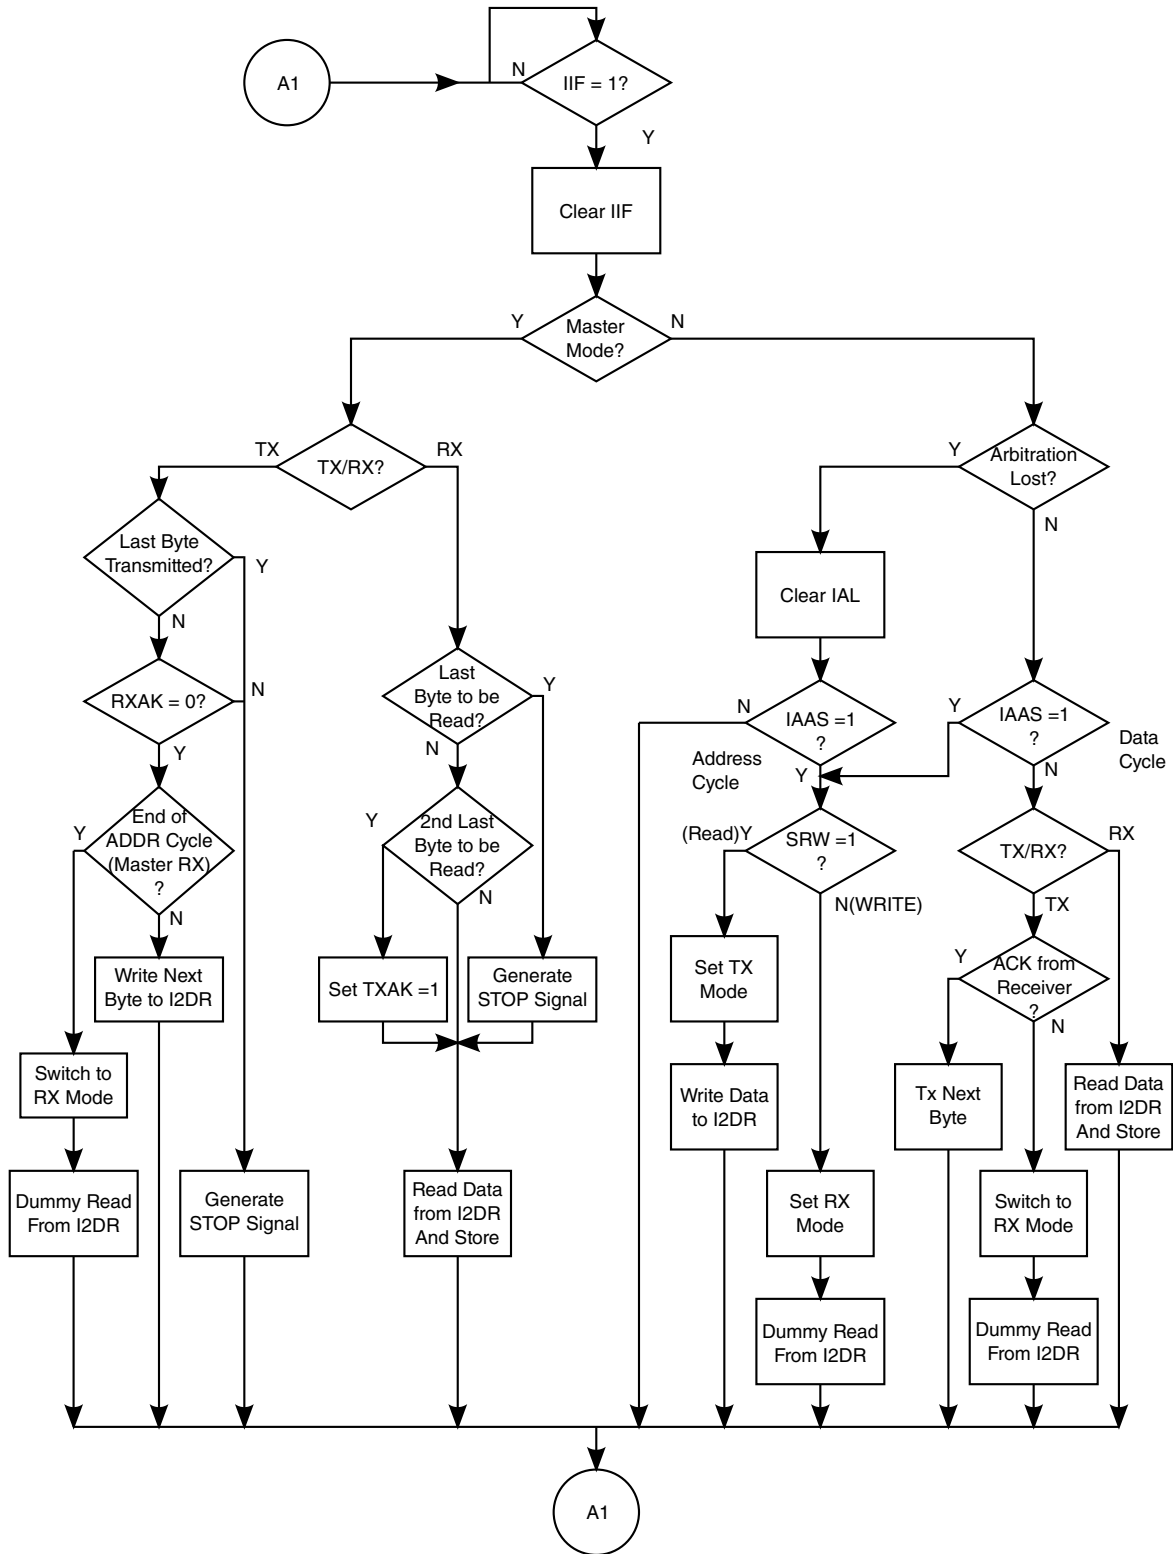 A1
N
IIF = 1?
Y
Clear IIF
Y
Master
Mode?
N
TX
TX/RX?
RX
Y
Arbitration
Lost?
N
Last Byte
Transmitted?
Y
N
Clear IAL
RXAK = 0?
N
Y
Last
Byte to be
Read?
Y
N
N
IAAS =1
?
Y
Address
Cycle
Y
IAAS =1
?
N
Data
Cycle
Y
End of
ADDR Cycle
(Master RX)
?
N
Y
2nd Last
Byte to be
Read?
N
(Read)Y
SRW =1
?
N(WRITE)
TX/RX?
RX
TX
Write Next
Byte to I2DR
Set TXAK =1
Generate
STOP Signal
Set TX
Mode
Y
ACK from
Receiver
?
N
Switch to
RX Mode
Write Data
to I2DR
Tx Next
Byte
Read Data
from I2DR
And Store
Dummy Read
From I2DR
Generate
STOP Signal
Read Data
from I2DR
And Store
Set RX
Mode
Switch to
RX Mode
Dummy Read
From I2DR
Dummy Read
From I2DR
A1